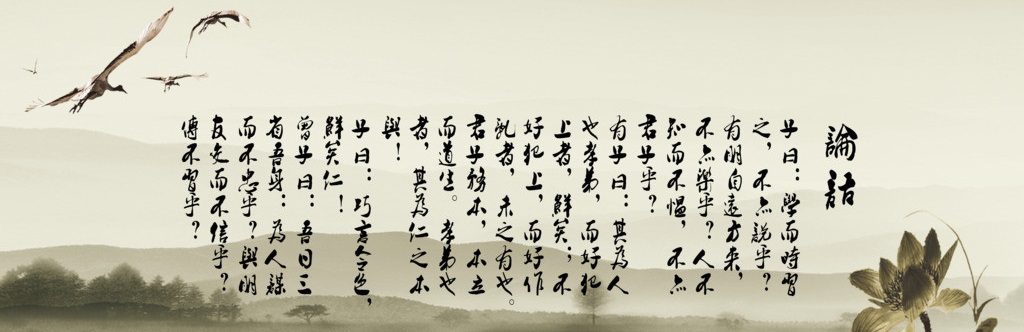 論語
子曰：學而時習
之，不亦説乎？
有朋自遠方來，
不亦樂乎？人不
知而不慍，不亦
君子乎？
有子曰：其為人
也孝弟，而好犯
上者，鮮矣；不
好犯上，而好作
亂者，未之有也。
君子務本，本立
而道生。孝弟也
者，其為仁之本
與！
子曰：巧言令色，
鮮矣仁！
曾子曰：吾日三
省吾身：為人謀
而不忠乎？與朋
友交而不信乎？
傳不習乎？